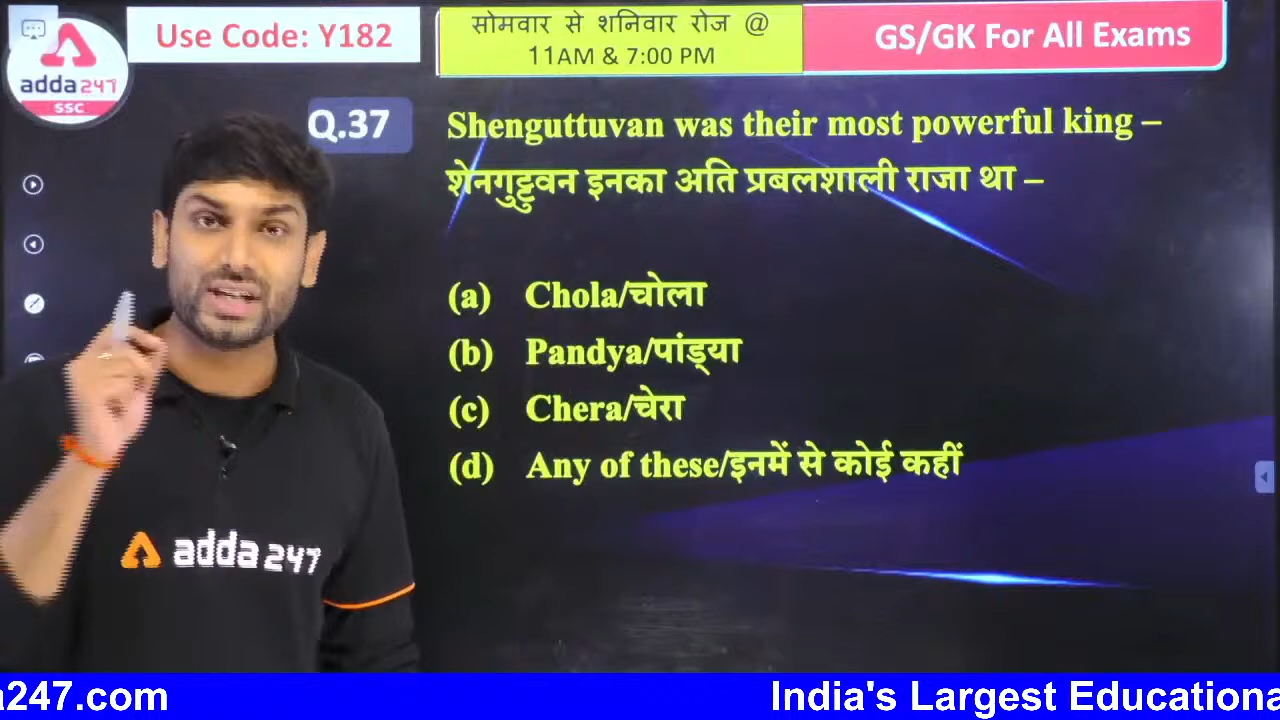 adda247
SSC
Use Code: Y182
सोमवार से शनिवार रोज @
11AM & 7:00 PM
GS/GK For All Exams
Q.37
Shenguttuvan was their most powerful king –
शेनगुट्टुवन इनका अति प्रबलशाली राजा था –
(a) Chola/चोला
(b) Pandya/पांड्या
(c) Chera/चेरा
(d) Any of these/इनमें से कोई कहीं
adda247
a247.com
India's Largest Educationa